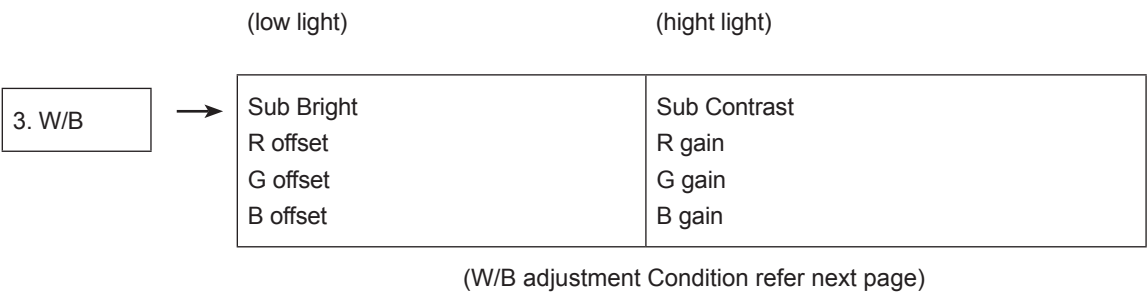 (low light) (hight light)
3. W/B
Sub Bright Sub Contrast
R offset R gain
G offset G gain
B offset B gain
(W/B adjustment Condition refer next page)